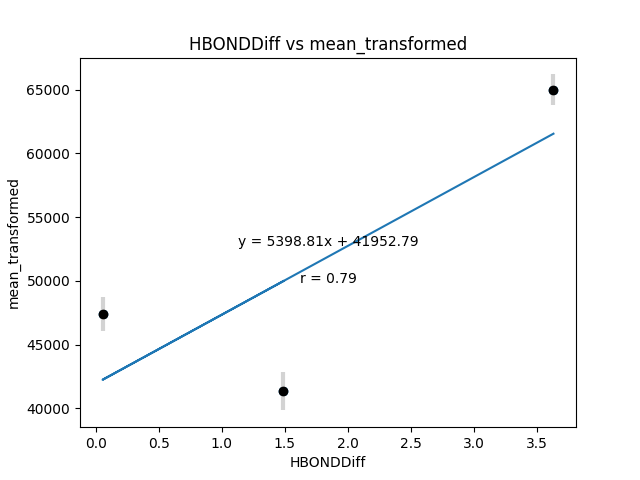 HBONDDiff vs mean_transformed
mean_transformed
65000
60000
55000
50000
45000
40000
y = 5398.81x + 41952.79
r = 0.79
0.0 0.5 1.0 1.5 2.0 2.5 3.0 3.5
HBONDDiff